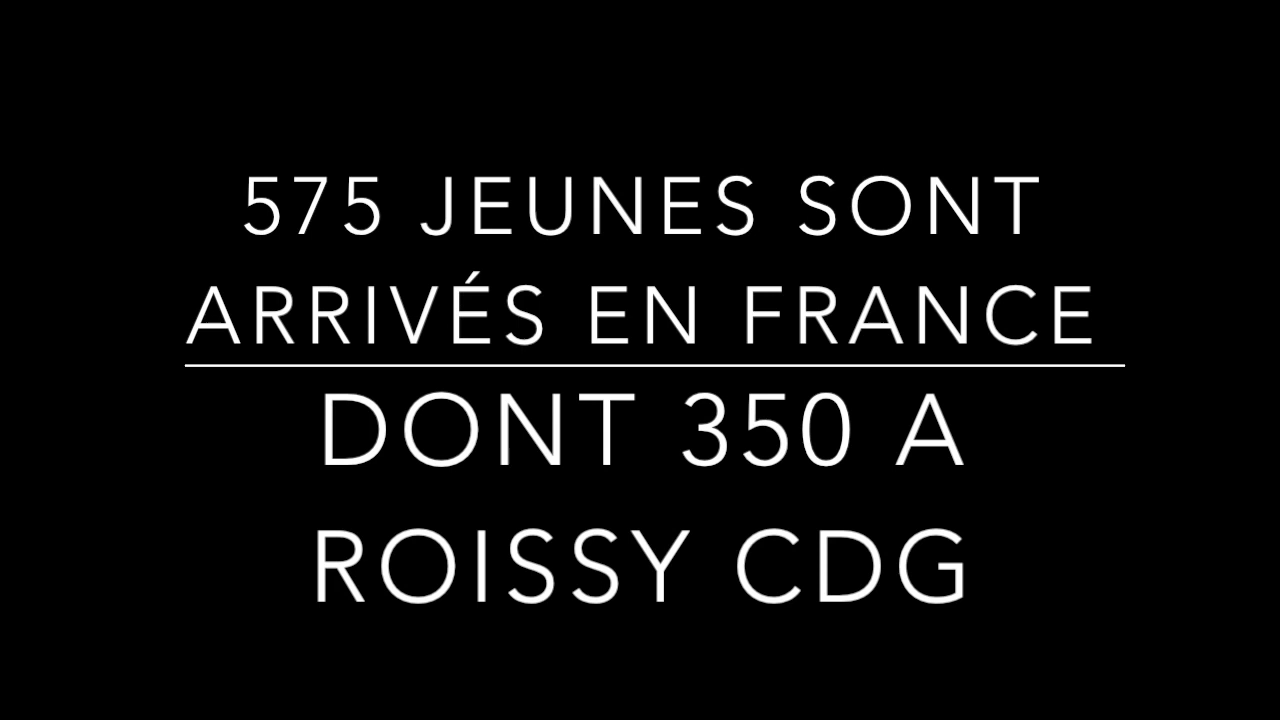 575 JEUNES SONT
ARRIVÉS EN FRANCE
DONT 350 A
ROISSY CDG